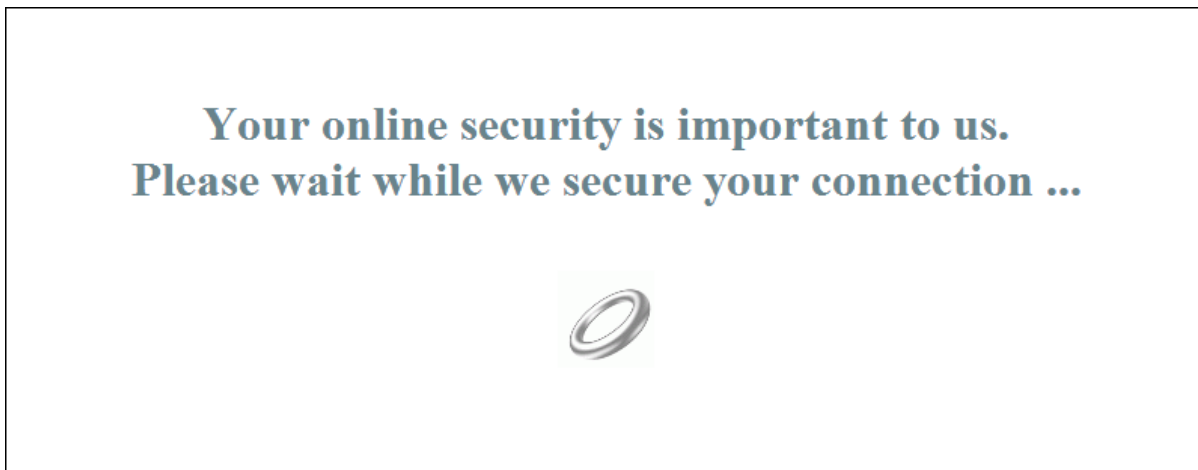 Your online security is important to us.
Please wait while we secure your connection ...